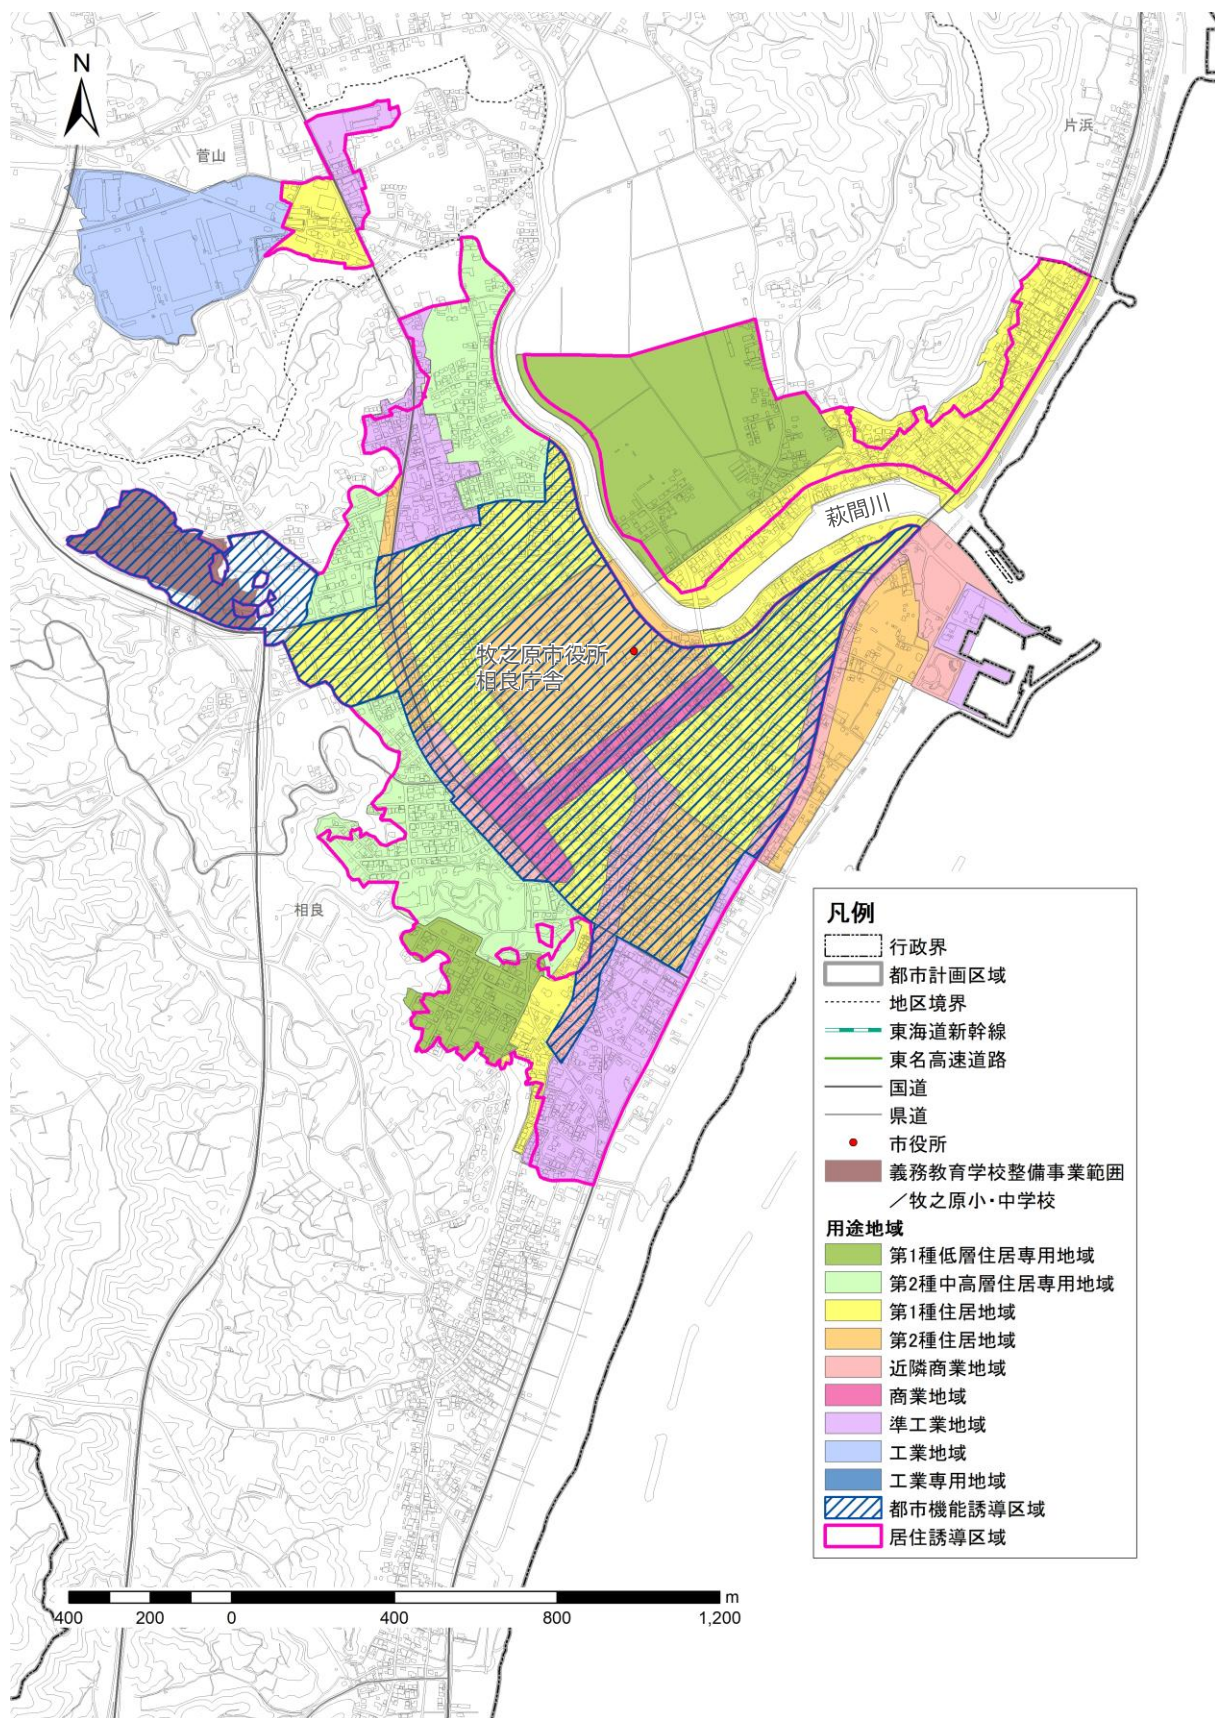 N
片浜
菅山
萩間川
牧之原市役所
相良庁舎
相良
凡例
行政界
都市計画区域
地区境界
東海道新幹線
東名高速道路
国道
県道
市役所
義務教育学校整備事業範囲
／牧之原小・中学校
用途地域
第1種低層住居専用地域
第2種中高層住居専用地域
第1種住居地域
第2種住居地域
近隣商業地域
商業地域
準工業地域
工業地域
工業専用地域
都市機能誘導区域
居住誘導区域
m
400 200 0 400 800 1,200